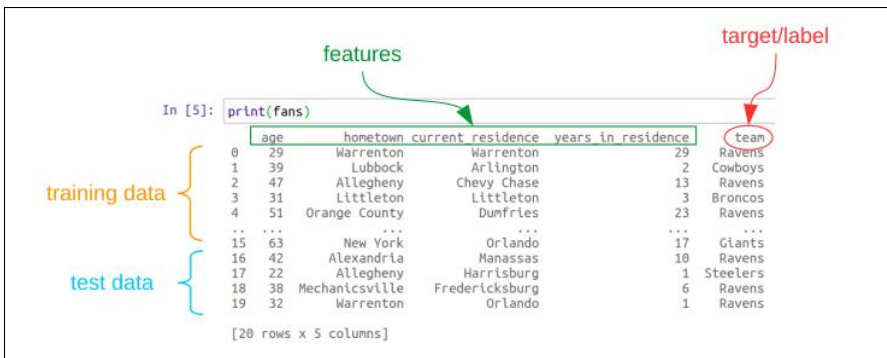 target/label
features
In [5]: print(fans)
age hometown current_residence years_in_residence team
0 29 Warrenton Warrenton 29 Ravens
1 39 Lubbock Arlington 2 Cowboys
training data
2 47 Allegheny Chevy Chase 13 Ravens
3 31 Littleton Littleton 3 Broncos
4 51 Orange County Dumfries 23 Ravens
.. ... ... ... ... ...
15 63 New York Orlando 17 Giants
16 42 Alexandria Manassas 10 Ravens
17 22 Allegheny Harrisburg 1 Steelers
test data
18 38 Mechanicsville Fredericksburg 6 Ravens
19 32 Warrenton Orlando 1 Ravens
[20 rows x 5 columns]